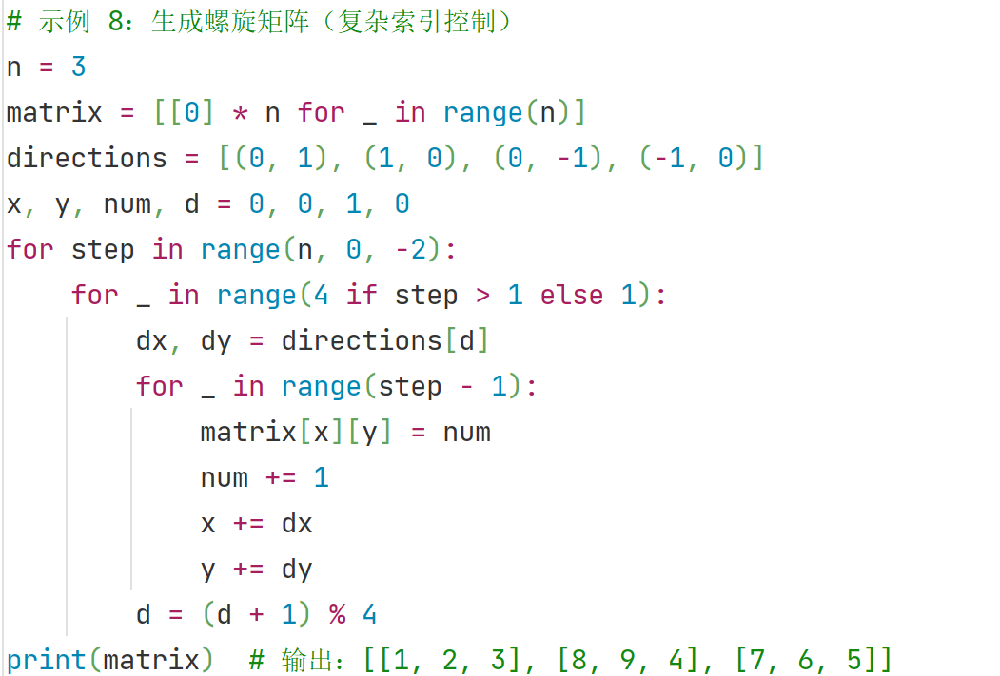 # 示例 8：生成螺旋矩阵（复杂索引控制）
n = 3
matrix = [[0] * n for _ in range(n)]
directions = [(0, 1), (1, 0), (0, -1), (-1, 0)]
x, y, num, d = 0, 0, 1, 0
for step in range(n, 0, -2):
    for _ in range(4 if step > 1 else 1):
        dx, dy = directions[d]
        for _ in range(step - 1):
            matrix[x][y] = num
            num += 1
            x += dx
            y += dy
        d = (d + 1) % 4
print(matrix)  # 输出：[[1, 2, 3], [8, 9, 4], [7, 6, 5]]